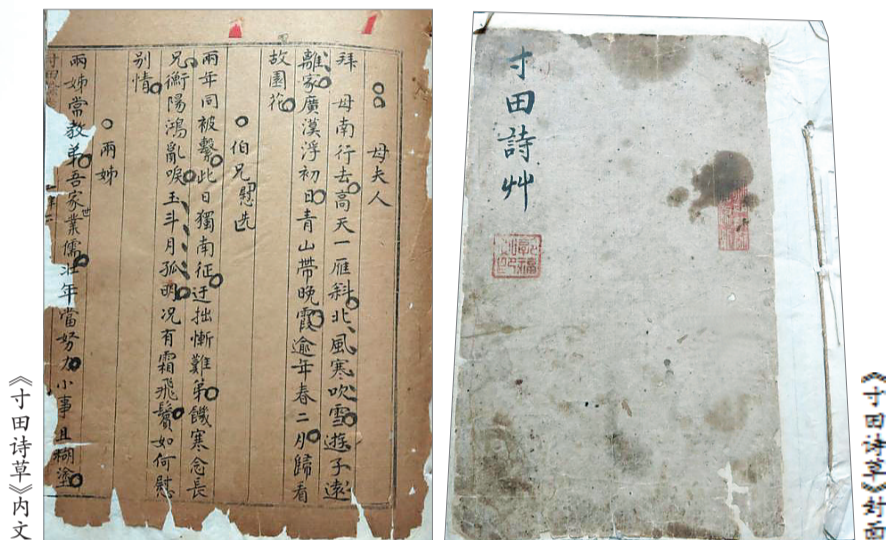 寸田詩艸
《寸田诗草》封面
母夫人
拜 母南行去高天一雁斜北風寒吹雪遊子遠
離家廣漢浮初日青山帶晚霞逾年春二月歸看
故園花
伯兄慰
兩年同被繫此日獨南征迂拙慚難弟饑寒念長
兄衡陽鴻亂唳玉斗月孤明况有霜飛鬢如何慰
別情
兩姊
兩姊常教弟吾家世業儒壯年當努力小事且糊塗
《寸田诗草》内文